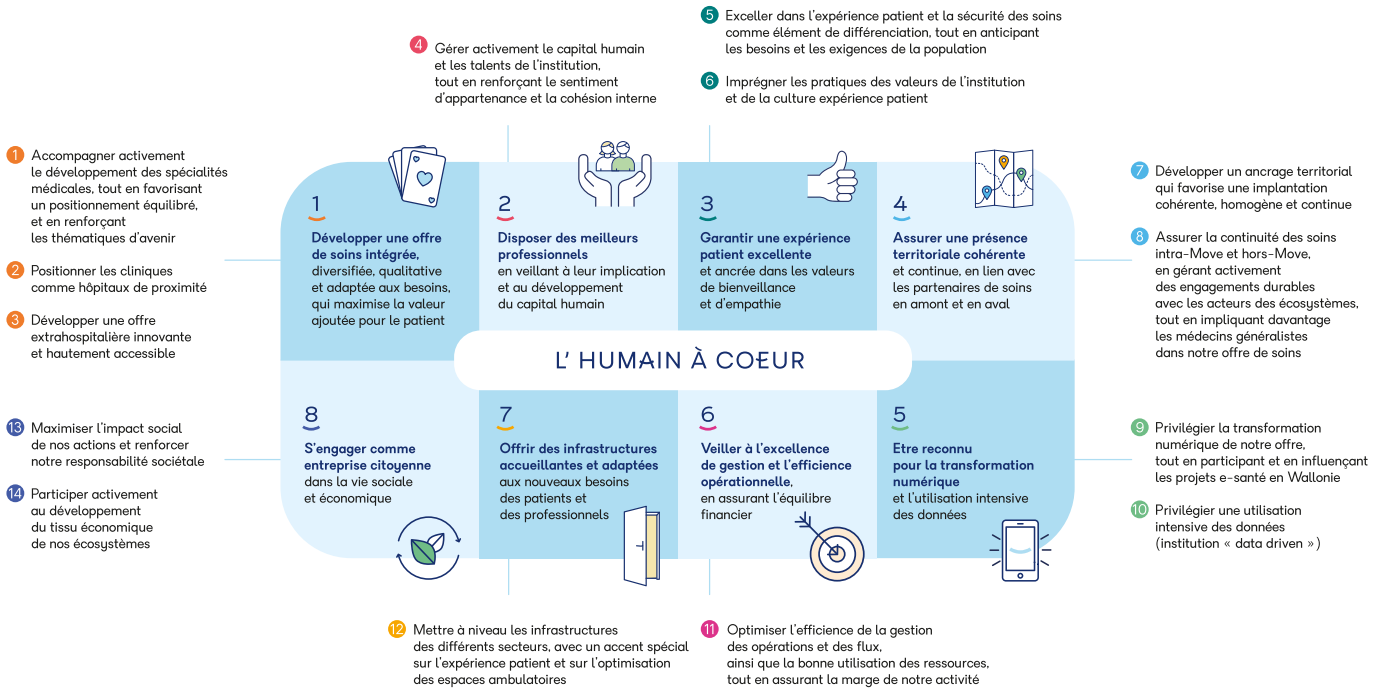 5 Exceller dans l'expérience patient et la sécurité des soins
comme élément de différenciation, tout en anticipant
les besoins et les exigences de la population
6 Imprégner les pratiques des valeurs de l'institution
et de la culture expérience patient
4 Gérer activement le capital humain
et les talents de l'institution,
tout en renforçant le sentiment
d'appartenance et la cohésion interne
1 Accompagner activement
le développement des spécialités
médicales, tout en favorisant
un positionnement équilibré,
et en renforçant
les thématiques d'avenir
2 Positionner les cliniques
comme hôpitaux de proximité
3 Développer une offre
extrahospitalière innovante
et hautement accessible
1
Développer une offre
de soins intégrée,
diversifiée, qualitative
et adaptée aux besoins,
qui maximise la valeur
ajoutée pour le patient
2
Disposer des meilleurs
professionnels
en veillant à leur implication
et au développement
du capital humain
3
Garantir une expérience
patient excellente
et ancrée dans les valeurs
de bienveillance
et d'empathie
4
Assurer une présence
territoriale cohérente
et continue, en lien avec
les partenaires de soins
en amont et en aval
7 Développer un ancrage territorial
qui favorise une implantation
cohérente, homogène et continue
8 Assurer la continuité des soins
intra-Move et hors-Move,
en gérant activement
des engagements durables
avec les acteurs des écosystèmes,
tout en impliquant davantage
les médecins généralistes
dans notre offre de soins
L' HUMAIN À COEUR
13 Maximiser l'impact social
de nos actions et renforcer
notre responsabilité sociétale
14 Participer activement
au développement
du tissu économique
de nos écosystèmes
8
S'engager comme
entreprise citoyenne
dans la vie sociale
et économique
7
Offrir des infrastructures
accueillantes et adaptées
aux nouveaux besoins
des patients et
des professionnels
6
Veiller à l'excellence
de gestion et l'efficience
opérationnelle,
en assurant l'équilibre
financier
5
Etre reconnu
pour la transformation
numérique
et l'utilisation intensive
des données
9 Privilégier la transformation
numérique de notre offre,
tout en participant et en influençant
les projets e-santé en Wallonie
10 Privilégier une utilisation
intensive des données
(institution « data driven »)
12 Mettre à niveau les infrastructures
des différents secteurs, avec un accent spécial
sur l'expérience patient et sur l'optimisation
des espaces ambulatoires
11 Optimiser l'efficience de la gestion
des opérations et des flux,
ainsi que la bonne utilisation des ressources,
tout en assurant la marge de notre activité